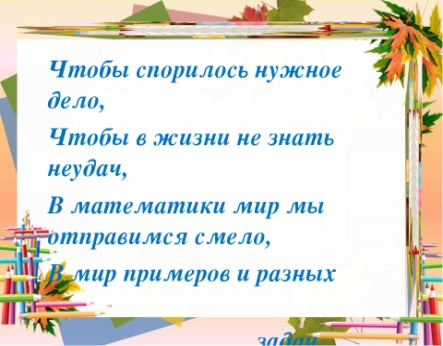 Чтобы спорилось нужное
дело,
Чтобы в жизни не знать
неудач,
В математики мир мы
отправимся смело,
В мир примеров и разных
задач